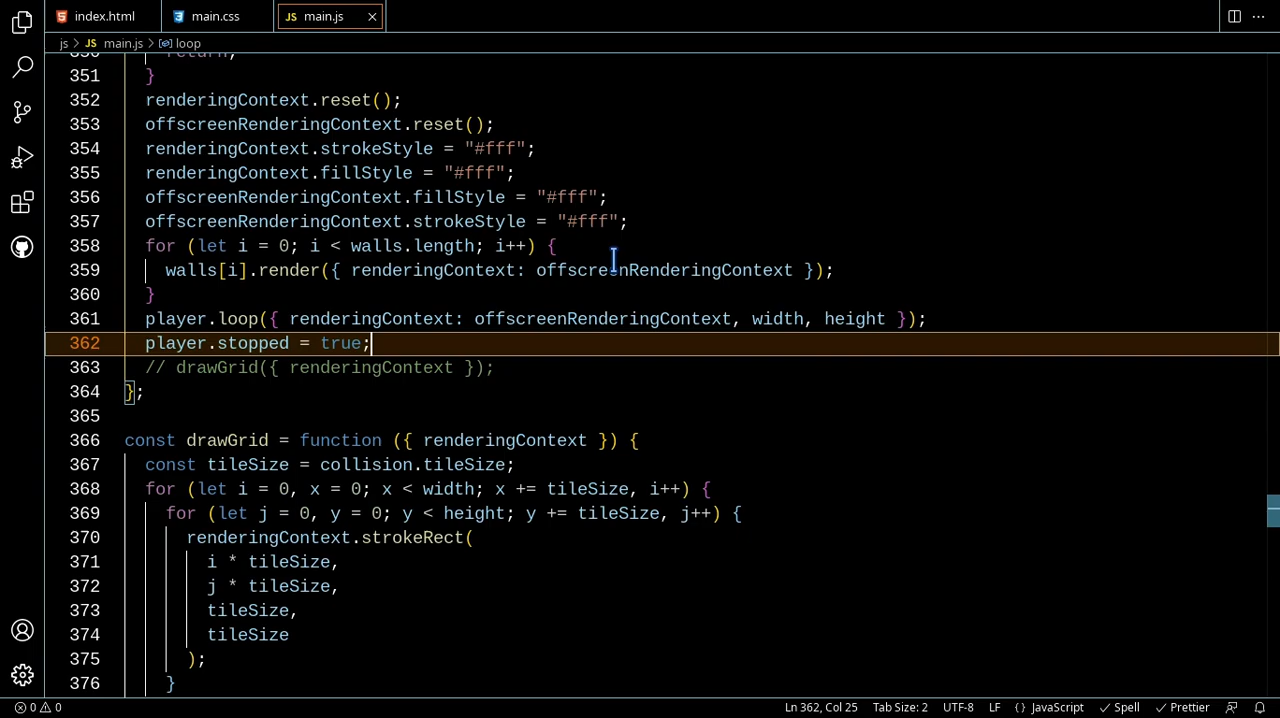 index.html
main.css
JS main.js
js > JS main.js > loop
350 return;
351 }
352 renderingContext.reset();
353 offscreenRenderingContext.reset();
354 renderingContext.strokeStyle = "#fff";
355 renderingContext.fillStyle = "#fff";
356 offscreenRenderingContext.fillStyle = "#fff";
357 offscreenRenderingContext.strokeStyle = "#fff";
358 for (let i = 0; i < walls.length; i++) {
359 walls[i].render({ renderingContext: offscreenRenderingContext });
360 }
361 player.loop({ renderingContext: offscreenRenderingContext, width, height });
362 player.stopped = true;
363 // drawGrid({ renderingContext });
364 };
365
366 const drawGrid = function ({ renderingContext }) {
367 const tileSize = collision.tileSize;
368 for (let i = 0, x = 0; x < width; x += tileSize, i++) {
369 for (let j = 0, y = 0; y < height; y += tileSize, j++) {
370 renderingContext.strokeRect(
371 i * tileSize,
372 j * tileSize,
373 tileSize,
374 tileSize
375 );
376 }
0 0 Ln 362, Col 25 Tab Size: 2 UTF-8 LF {} JavaScript ✓ Spell ✓ Prettier